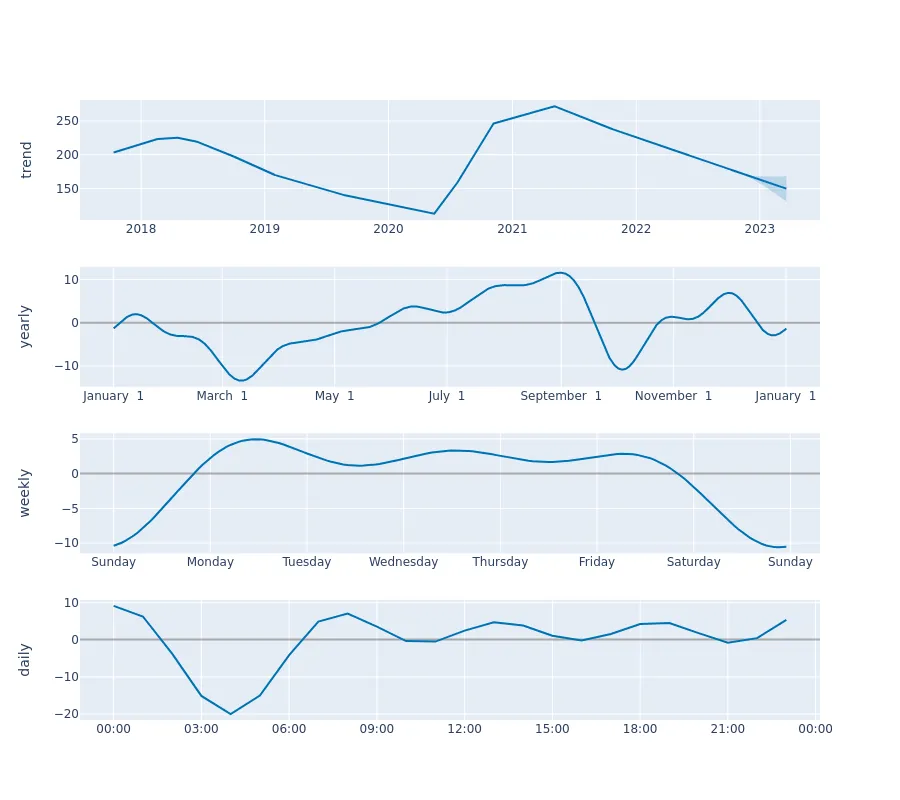 trend
250
200
150
2018 2019 2020 2021 2022 2023
yearly
10
0
−10
January 1 March 1 May 1 July 1 September 1 November 1 January 1
weekly
5
0
−5
−10
Sunday Monday Tuesday Wednesday Thursday Friday Saturday Sunday
daily
10
0
−10
−20
00:00 03:00 06:00 09:00 12:00 15:00 18:00 21:00 00:00